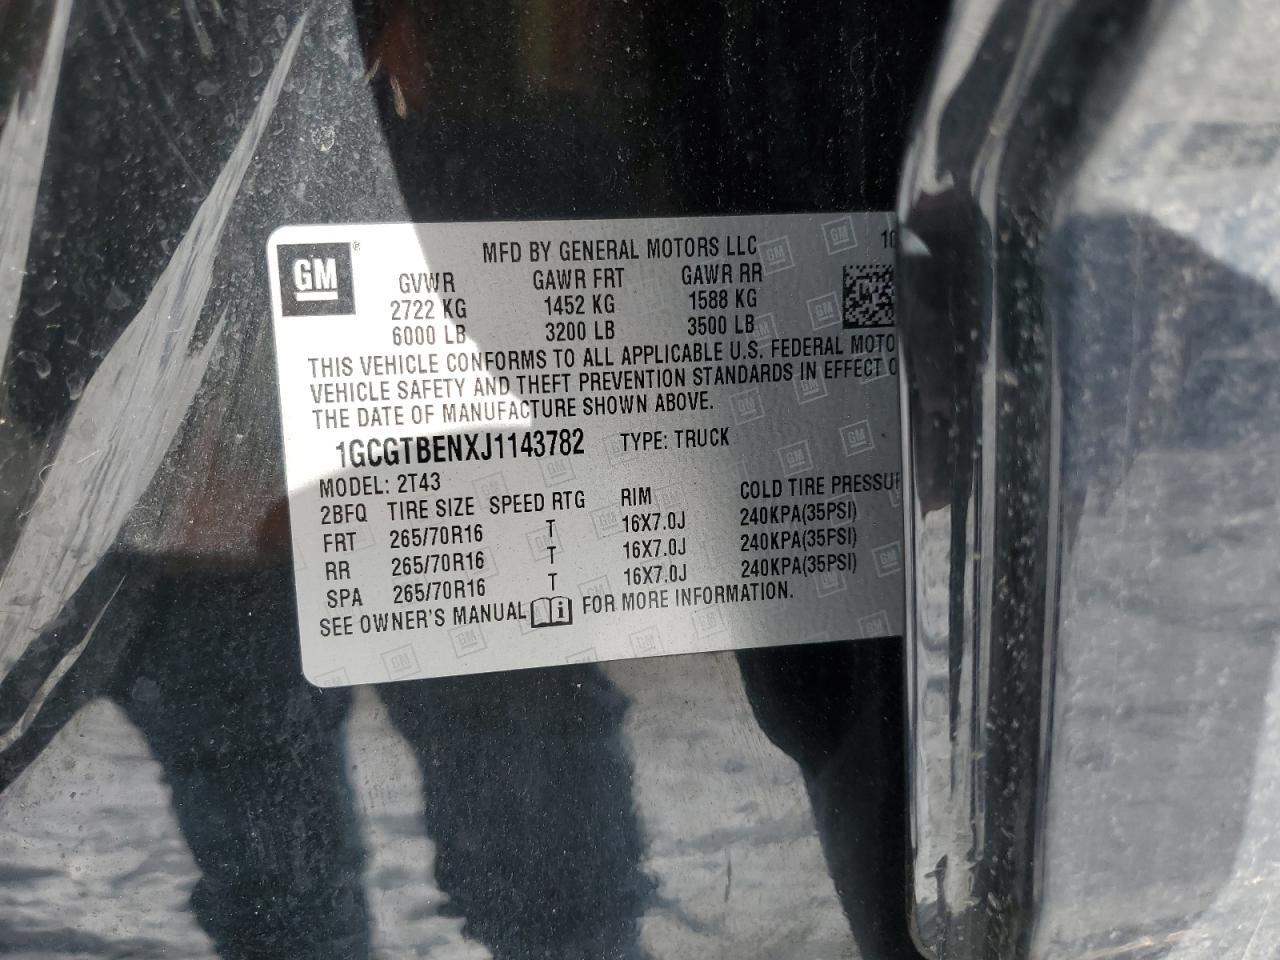 GM ®
MFD BY GENERAL MOTORS LLC 10
GVWR GAWR FRT GAWR RR
2722 KG 1452 KG 1588 KG
6000 LB 3200 LB 3500 LB
THIS VEHICLE CONFORMS TO ALL APPLICABLE U.S. FEDERAL MOTO
VEHICLE SAFETY AND THEFT PREVENTION STANDARDS IN EFFECT O
THE DATE OF MANUFACTURE SHOWN ABOVE.
1GCGTBENXJ1143782 TYPE: TRUCK
MODEL: 2T43
2BFQ TIRE SIZE SPEED RTG RIM COLD TIRE PRESSU
FRT 265/70R16 T 16X7.0J 240KPA(35PSI)
RR 265/70R16 T 16X7.0J 240KPA(35PSI)
SPA 265/70R16 T 16X7.0J 240KPA(35PSI)
SEE OWNER'S MANUAL FOR MORE INFORMATION.